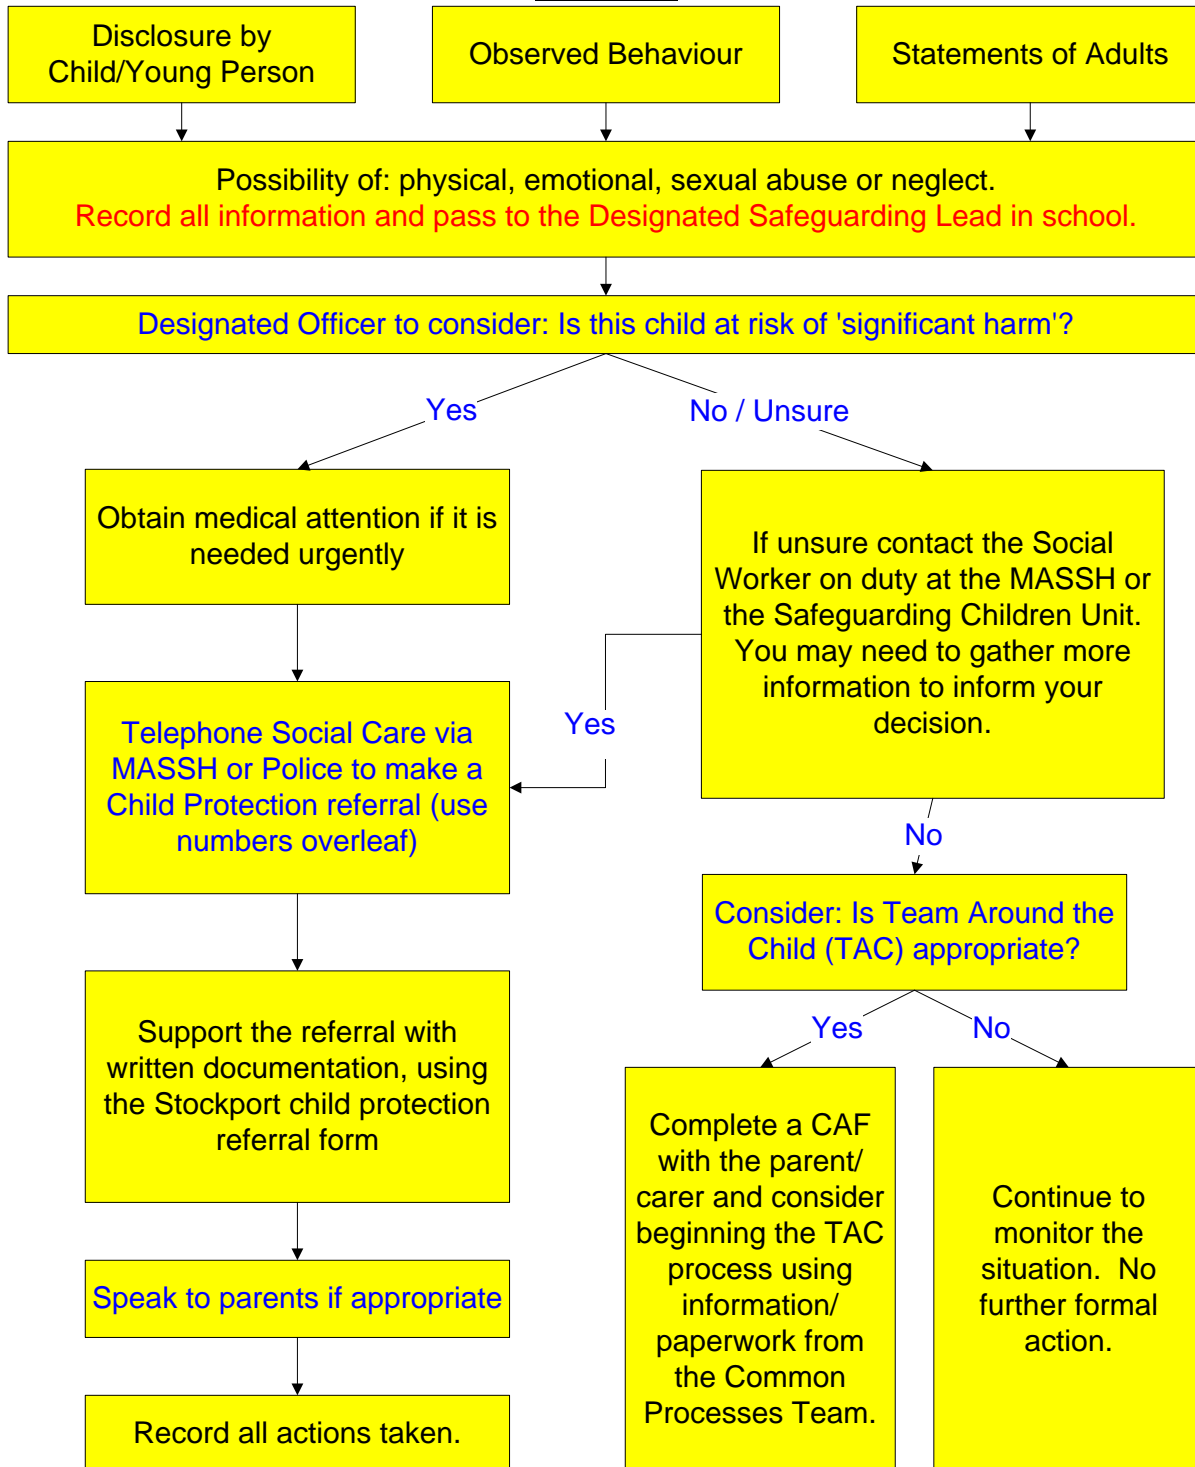 Disclosure by
Child/Young Person
Observed Behaviour
Statements of Adults
Possibility of: physical, emotional, sexual abuse or neglect.
Record all information and pass to the Designated Safeguarding Lead in school.
Designated Officer to consider: Is this child at risk of 'significant harm'?
Yes
No / Unsure
Obtain medical attention if it is
needed urgently
If unsure contact the Social
Worker on duty at the MASSH or
the Safeguarding Children Unit.
You may need to gather more
information to inform your
decision.
Yes
Telephone Social Care via
MASSH or Police to make a
Child Protection referral (use
numbers overleaf)
No
Consider: Is Team Around the
Child (TAC) appropriate?
Yes
No
Support the referral with
written documentation, using
the Stockport child protection
referral form
Complete a CAF
with the parent/
carer and consider
beginning the TAC
process using
information/
paperwork from
the Common
Processes Team.
Continue to
monitor the
situation.  No
further formal
action.
Speak to parents if appropriate
Record all actions taken.